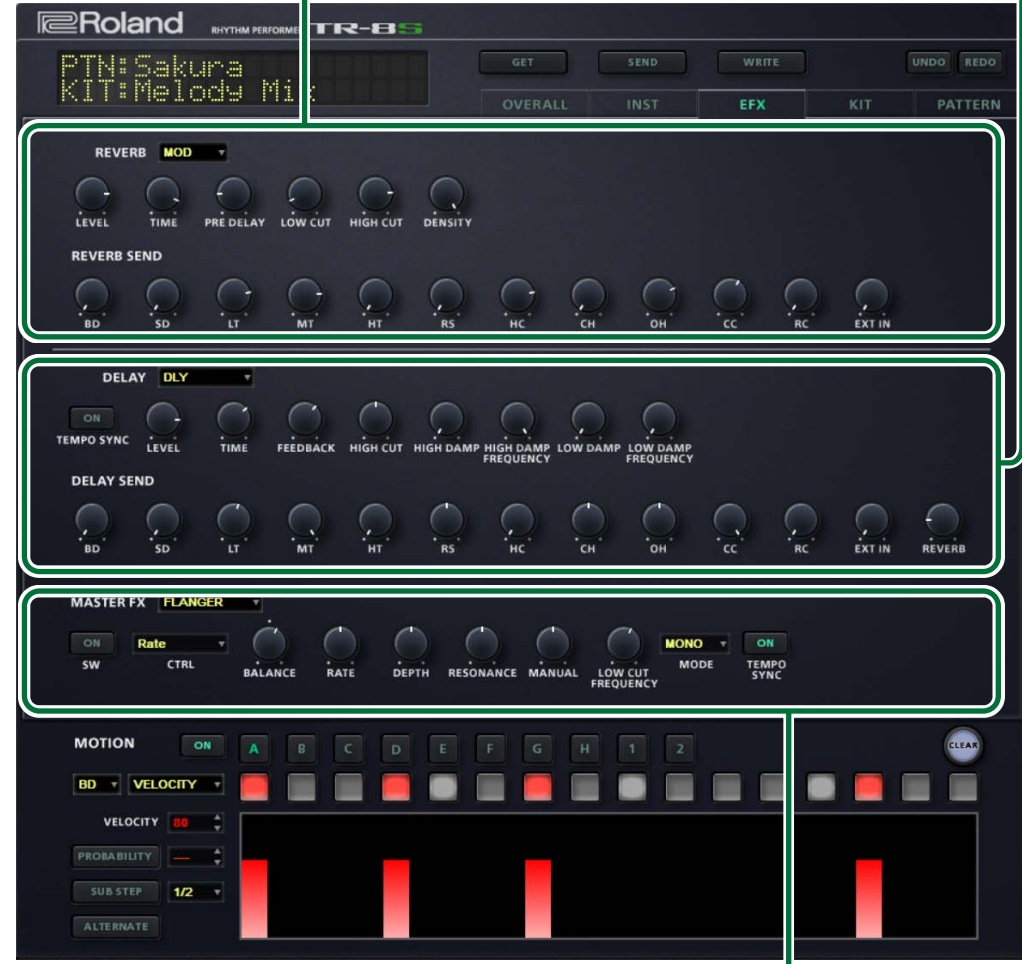 Roland RHYTHM PERFORMER TR-8S
PTN:Sakura
KIT:Melody Mix
GET SEND WRITE UNDO REDO
OVERALL INST EFX KIT PATTERN
REVERB MOD
LEVEL TIME PRE DELAY LOW CUT HIGH CUT DENSITY
REVERB SEND
BD SD LT MT HT RS HC CH OH CC RC EXT IN
DELAY DLY
ON
TEMPO SYNC LEVEL TIME FEEDBACK HIGH CUT HIGH DAMP HIGH DAMP FREQUENCY LOW DAMP LOW DAMP FREQUENCY
DELAY SEND
BD SD LT MT HT RS HC CH OH CC RC EXT IN REVERB
MASTER FX FLANGER
ON Rate MONO ON
SW CTRL BALANCE RATE DEPTH RESONANCE MANUAL LOW CUT FREQUENCY MODE TEMPO SYNC
MOTION ON A B C D E F G H 1 2 CLEAR
BD VELOCITY
VELOCITY 80
PROBABILITY ---
SUB STEP 1/2
ALTERNATE